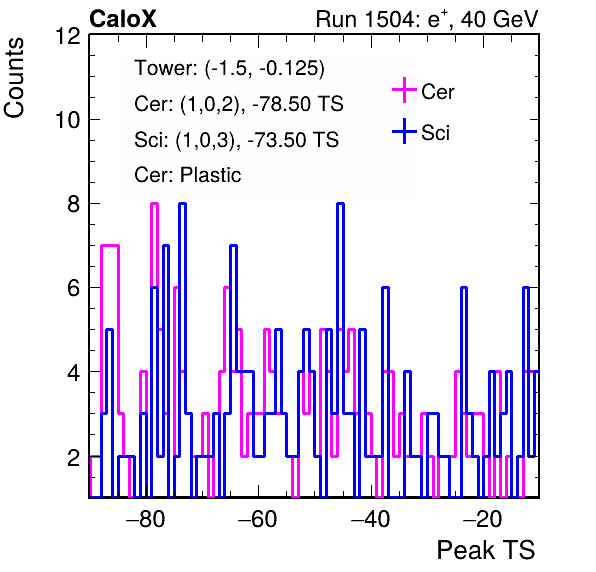 CaloX Run 1504: e⁺, 40 GeV
Counts
12
10
8
6
4
2
Tower: (-1.5, -0.125)
Cer: (1,0,2), -78.50 TS
Sci: (1,0,3), -73.50 TS
Cer: Plastic
Cer
Sci
−80 −60 −40 −20
Peak TS